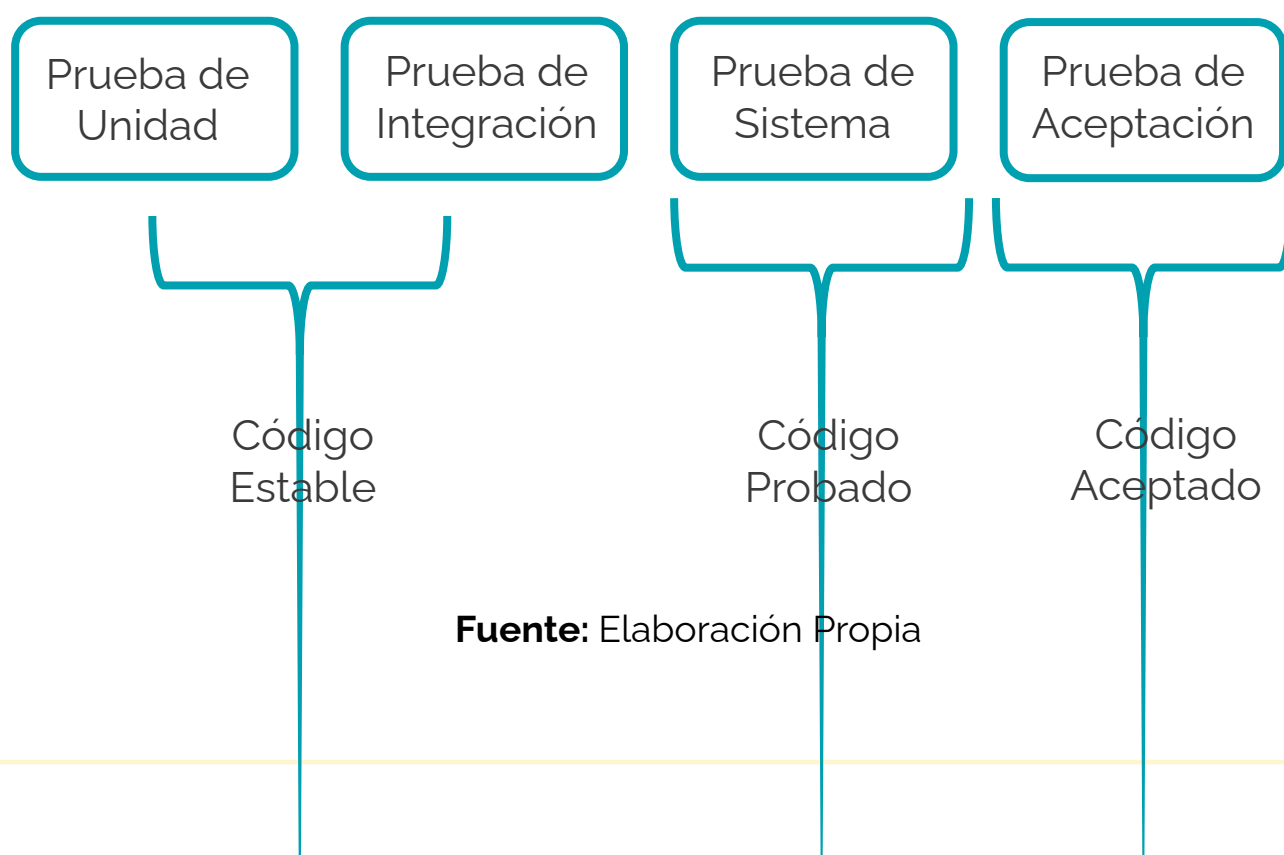 Prueba de
Unidad
Prueba de
Integración
Prueba de
Sistema
Prueba de
Aceptación
Código
Estable
Código
Probado
Código
Aceptado
Fuente: Elaboración Propia